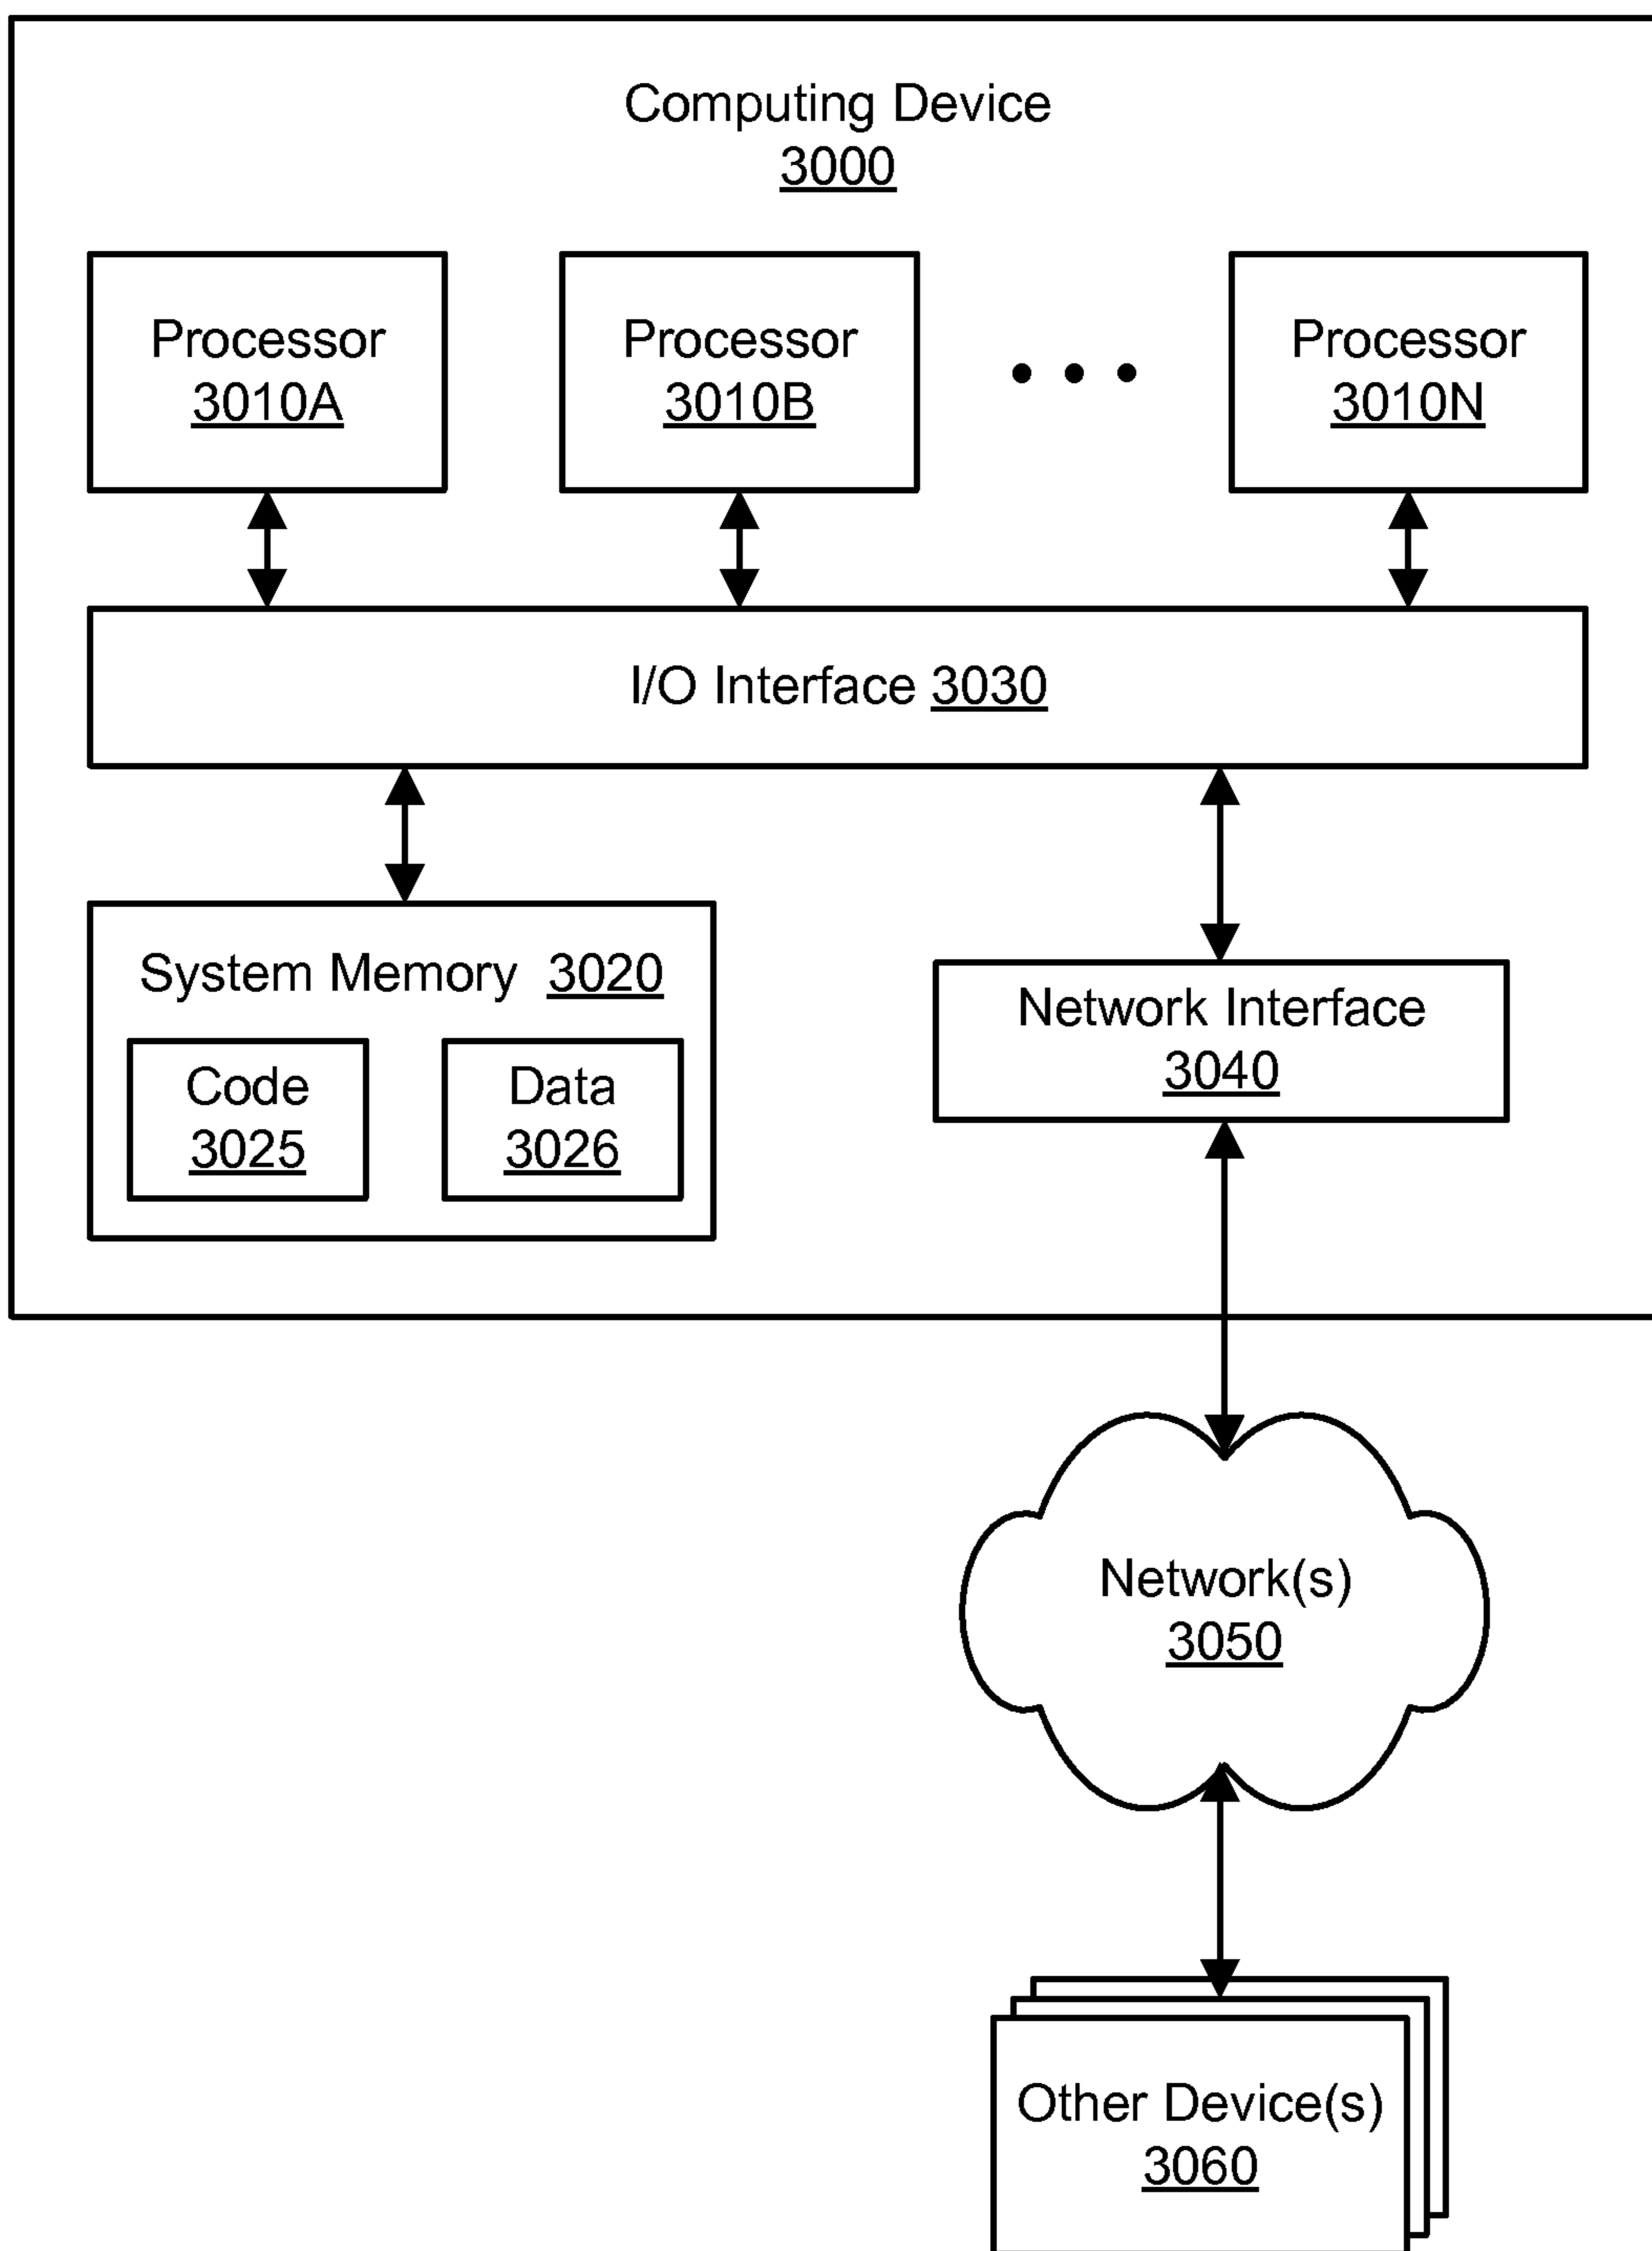 Computing Device
3000
Processor
3010A
Processor
3010B
Processor
3010N
I/O Interface 3030
System Memory 3020
Code
3025
Data
3026
Network Interface
3040
Network(s)
3050
Other Device(s)
3060